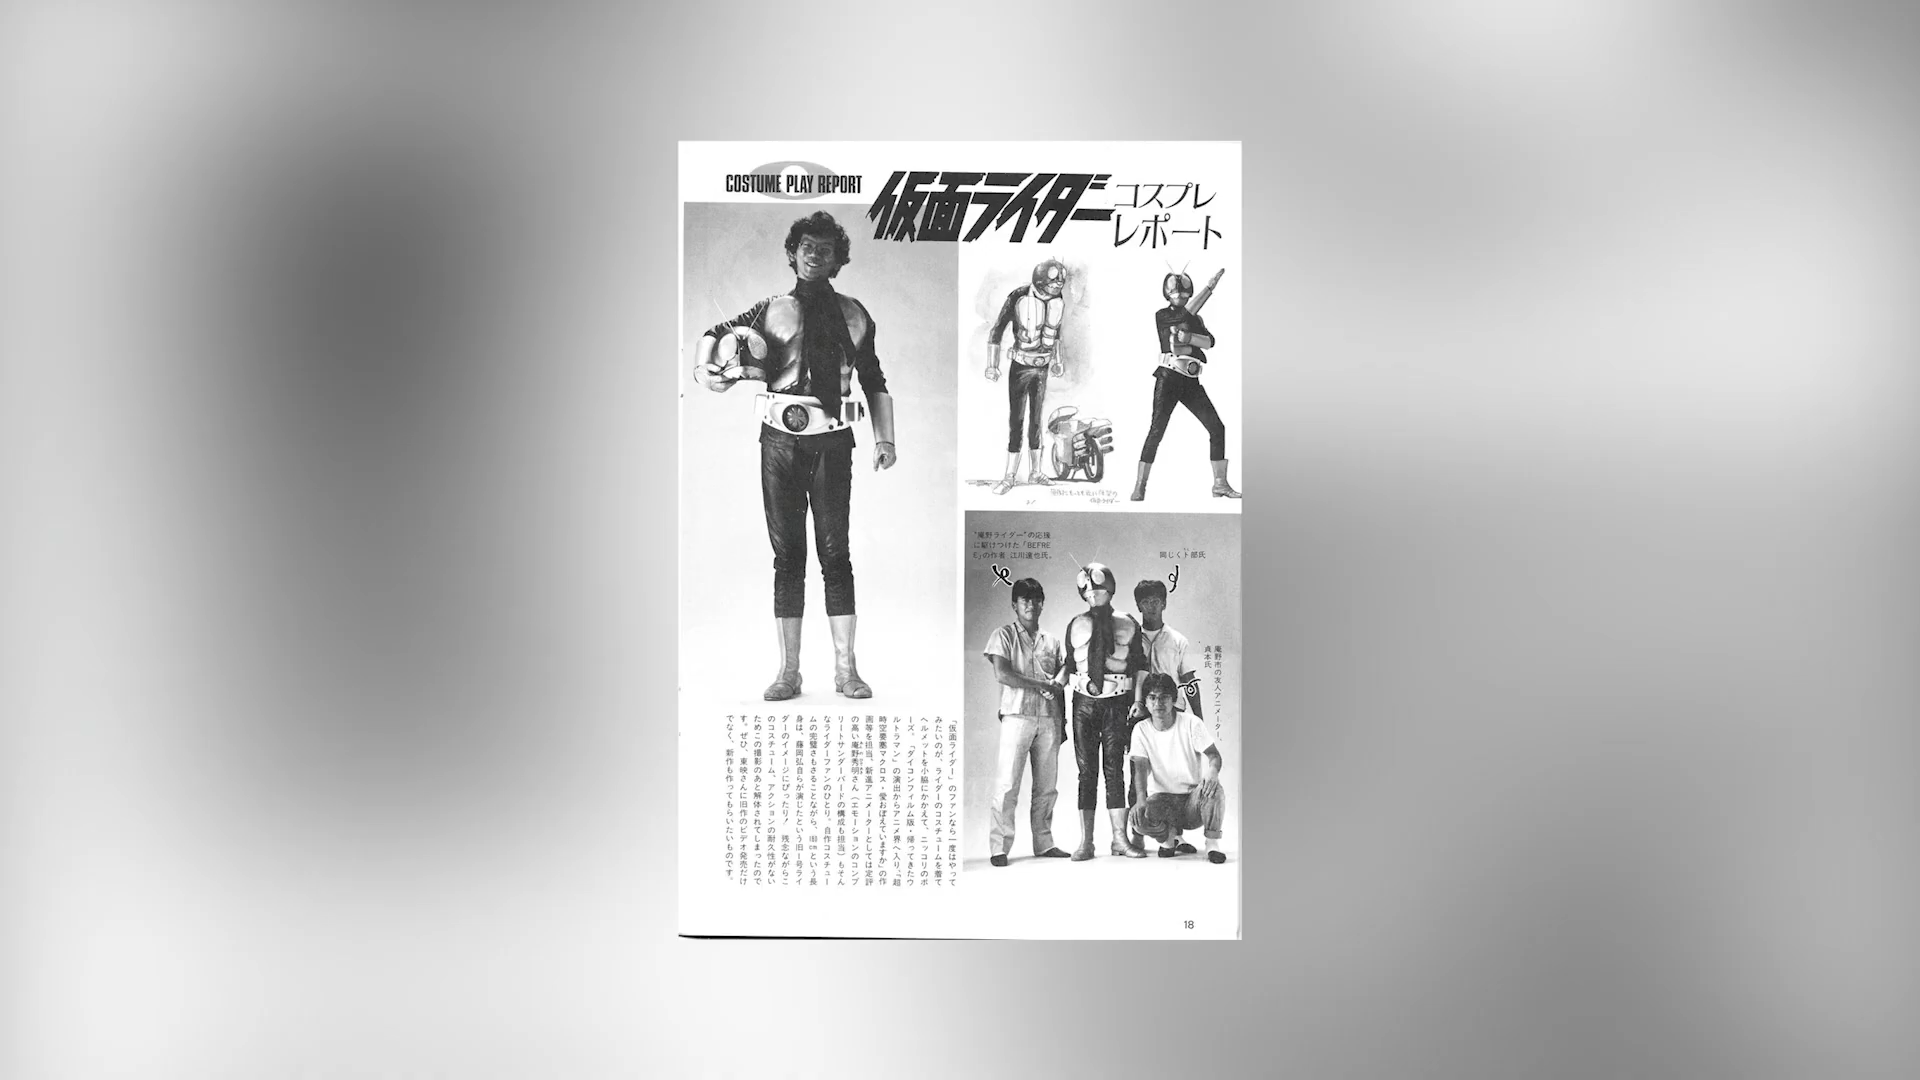 COSTUME PLAY REPORT
仮面ライダー
コスプレ
レポート
"庵野ライダー"の応援
に駆けつけた「BEFRE
E」の作者 江川達也氏。
同じく卜部氏
庵野氏の友人アニメーター、
貞本氏
「仮面ライダー」のファンなら一度はやって
みたいのが、ライダーのコスチュームを着て
ヘルメットを小脇にかかえて、ニッコリのポ
ーズ。「ダイコンフィルム版・帰ってきたウ
ルトラマン」の演出からアニメ界へ入り、「超
時空要塞マクロス・愛おぼえていますか」の作
画等を担当、新進アニメーターとしては定評
の高い庵野秀明さん（エモーションのコンプ
リートサンダーバードの構成も担当）もそん
なライダーファンのひとり。自作コスチュー
ムの完璧さもさることながら、
cmという長
身は、藤岡弘自らが演じたという旧1号ライ
ダーのイメージにぴったり！ 残念ながらこ
のコスチューム、アクションの耐久性がない
ためこの撮影のあと解体されてしまったので
す。ぜひ、東映さんに旧作のビデオ発売だけ
でなく、新作も作ってもらいたいものです。
18